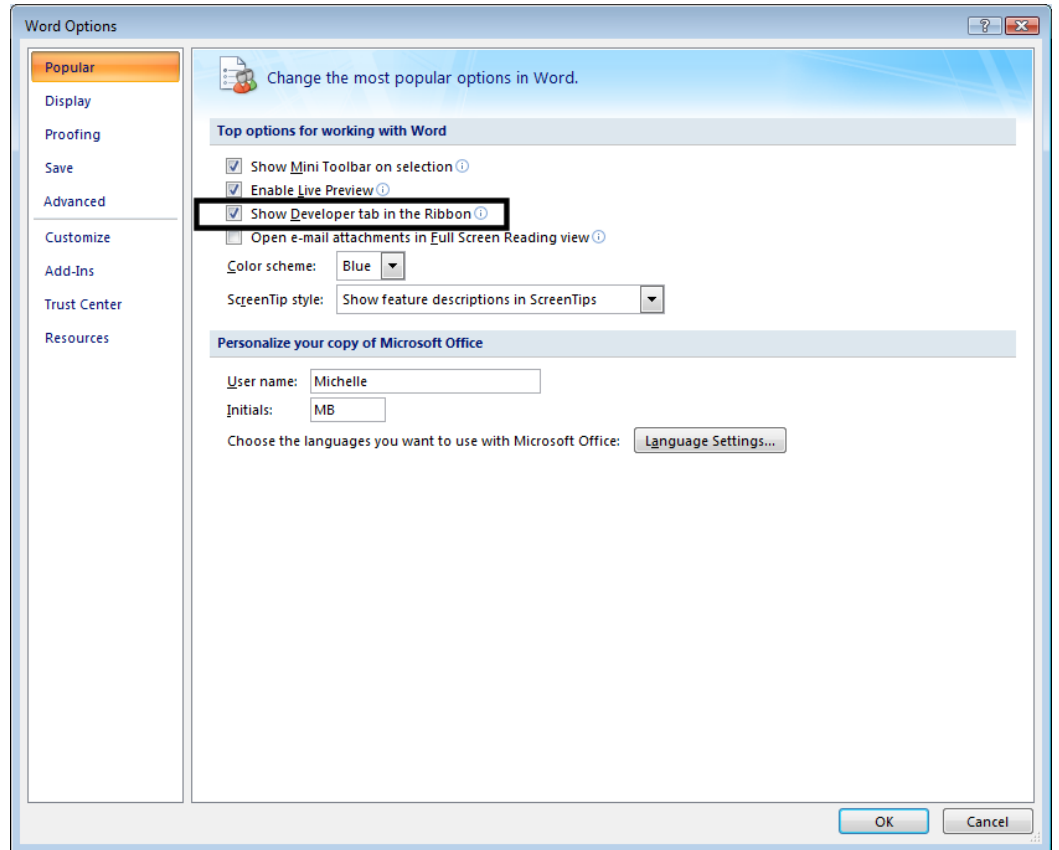 Word Options
Popular
Display
Proofing
Save
Advanced
Customize
Add-Ins
Trust Center
Resources
Change the most popular options in Word.
Top options for working with Word
Show Mini Toolbar on selection
Enable Live Preview
Show Developer tab in the Ribbon
Open e-mail attachments in Full Screen Reading view
Color scheme: Blue
ScreenTip style: Show feature descriptions in ScreenTips
Personalize your copy of Microsoft Office
User name: Michelle
Initials: MB
Choose the languages you want to use with Microsoft Office: Language Settings...
OK Cancel